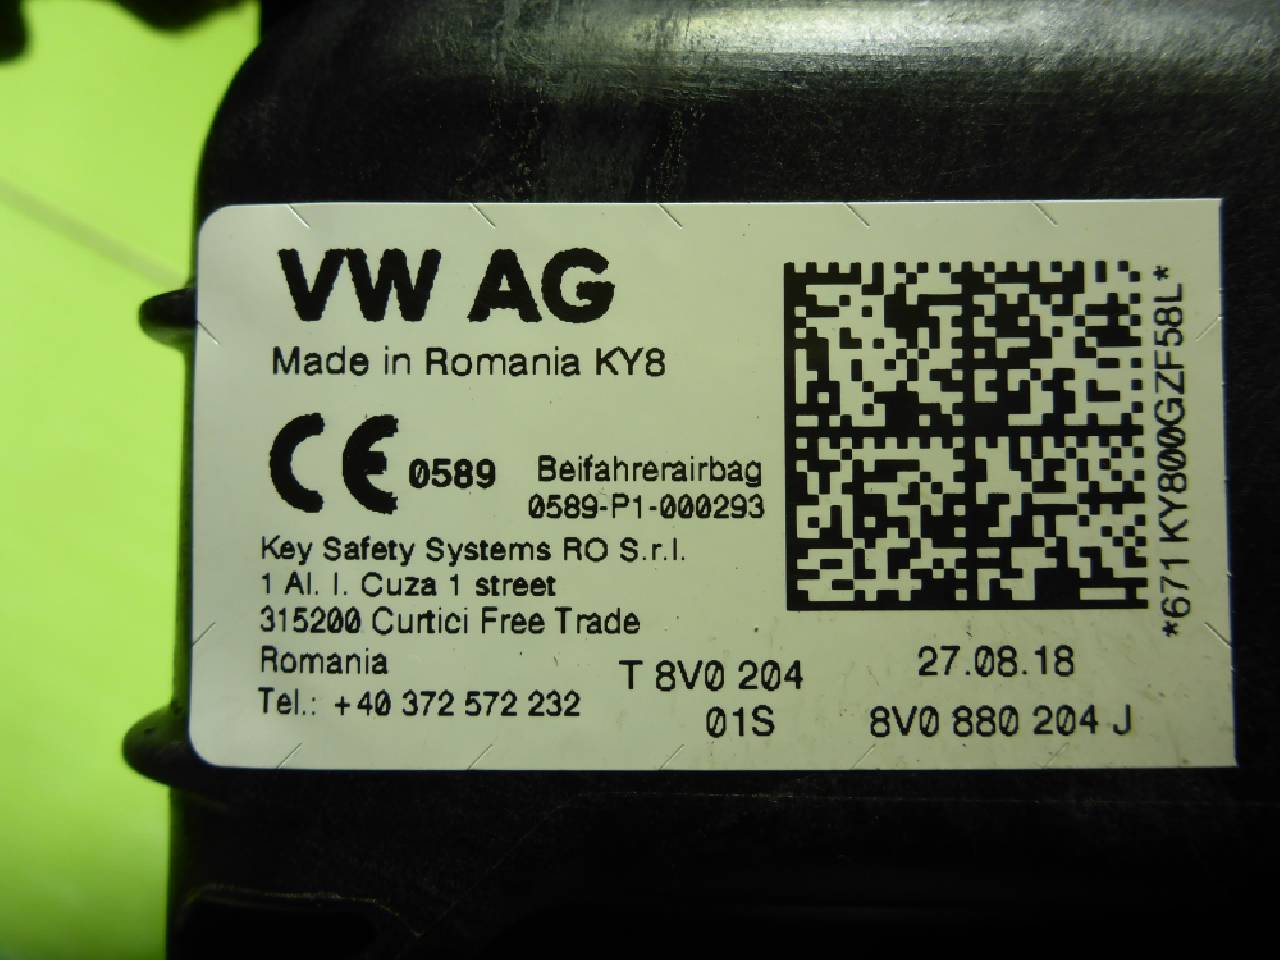 VW AG
Made in Romania KY8
CE 0589
Beifahrerairbag
0589-P1-000293
Key Safety Systems RO S.r.l.
1 Al. I. Cuza 1 street
315200 Curtici Free Trade
Romania
Tel.: +40 372 572 232
T 8V0 204
01S
27.08.18
8V0 880 204 J
*671 KY800GZF58L*